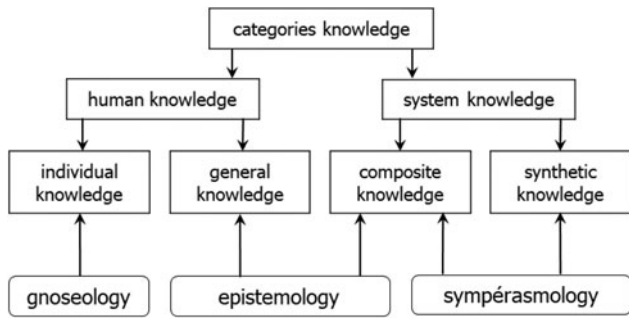 categories knowledge
human knowledge
system knowledge
individual
knowledge
general
knowledge
composite
knowledge
synthetic
knowledge
gnoseology
epistemology
sympérasmology